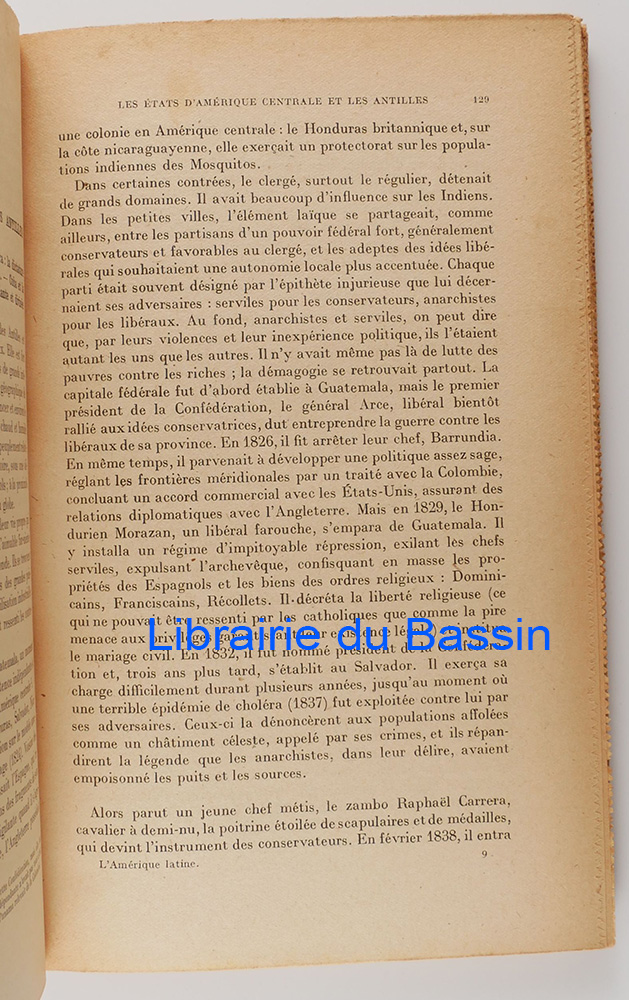 LES ÉTATS D'AMÉRIQUE CENTRALE ET LES ANTILLES 129
une colonie en Amérique centrale : le Honduras britannique et, sur
la côte nicaraguayenne, elle exerçait un protectorat sur les popula-
tions indiennes des Mosquitos.
Dans certaines contrées, le clergé, surtout le régulier, détenait
de grands domaines. Il avait beaucoup d'influence sur les Indiens.
Dans les petites villes, l'élément laïque se partageait, comme
ailleurs, entre les partisans d'un pouvoir fédéral fort, généralement
conservateurs et favorables au clergé, et les adeptes des idées libé-
rales qui souhaitaient une autonomie locale plus accentuée. Chaque
parti était souvent désigné par l'épithète injurieuse que lui décer-
naient ses adversaires : serviles pour les conservateurs, anarchistes
pour les libéraux. Au fond, anarchistes et serviles, on peut dire
que, par leurs violences et leur inexpérience politique, ils l'étaient
autant les uns que les autres. Il n'y avait même pas là de lutte des
pauvres contre les riches ; la démagogie se retrouvait partout. La
capitale fédérale fut d'abord établie à Guatemala, mais le premier
président de la Confédération, le général Arce, libéral bientôt
rallié aux idées conservatrices, dut entreprendre la guerre contre les
libéraux de sa province. En 1826, il fit arrêter leur chef, Barrundia.
En même temps, il parvenait à développer une politique assez sage,
réglant les frontières méridionales par un traité avec la Colombie,
concluant un accord commercial avec les États-Unis, assurant des
relations diplomatiques avec l'Angleterre. Mais en 1829, le Hon-
durien Morazan, un libéral farouche, s'empara de Guatemala. Il
y installa un régime d'impitoyable répression, exilant les chefs
serviles, expulsant l'archevêque, confisquant en masse les pro-
priétés des Espagnols et les biens des ordres religieux : Domini-
cains, Franciscains, Récollets. Il décréta la liberté religieuse (ce
qui ne pouvait être ressenti par les catholiques que comme la pire
menace aux privilèges
Librairie du Bassin
le mariage civil. En 1832, il fut nommé président de la
tion et, trois ans plus tard, s'établit au Salvador. Il exerça sa
charge difficilement durant plusieurs années, jusqu'au moment où
une terrible épidémie de choléra (1837) fut exploitée contre lui par
ses adversaires. Ceux-ci la dénoncèrent aux populations affolées
comme un châtiment céleste, appelé par ses crimes, et ils répan-
dirent la légende que les anarchistes, dans leur délire, avaient
empoisonné les puits et les sources.
Alors parut un jeune chef métis, le zambo Raphaël Carrera,
cavalier à demi-nu, la poitrine étoilée de scapulaires et de médailles,
qui devint l'instrument des conservateurs. En février 1838, il entra
L'Amérique latine. 9